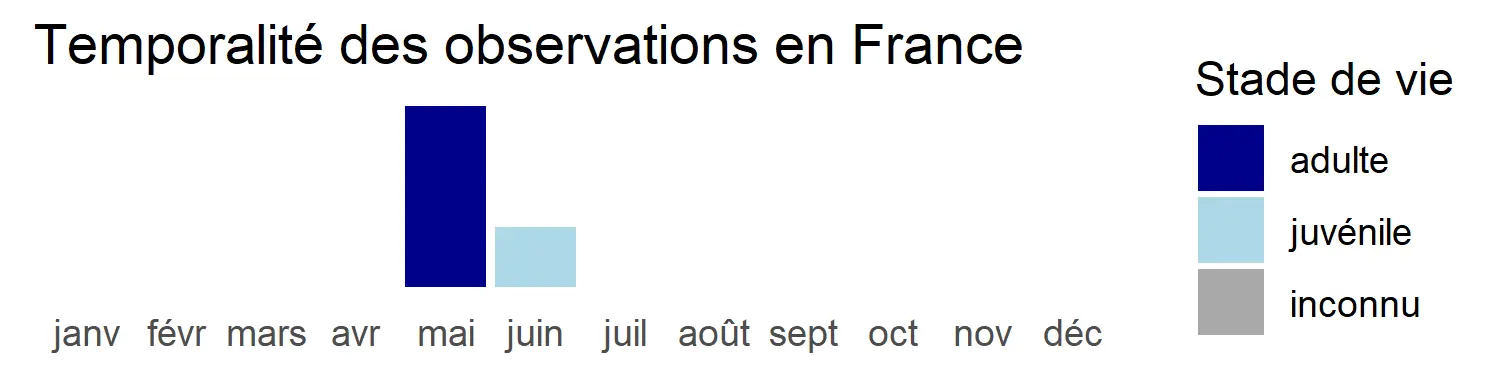 Temporalité des observations en France
janv févr mars avr mai juin juil août sept oct nov déc
Stade de vie
adulte
juvénile
inconnu